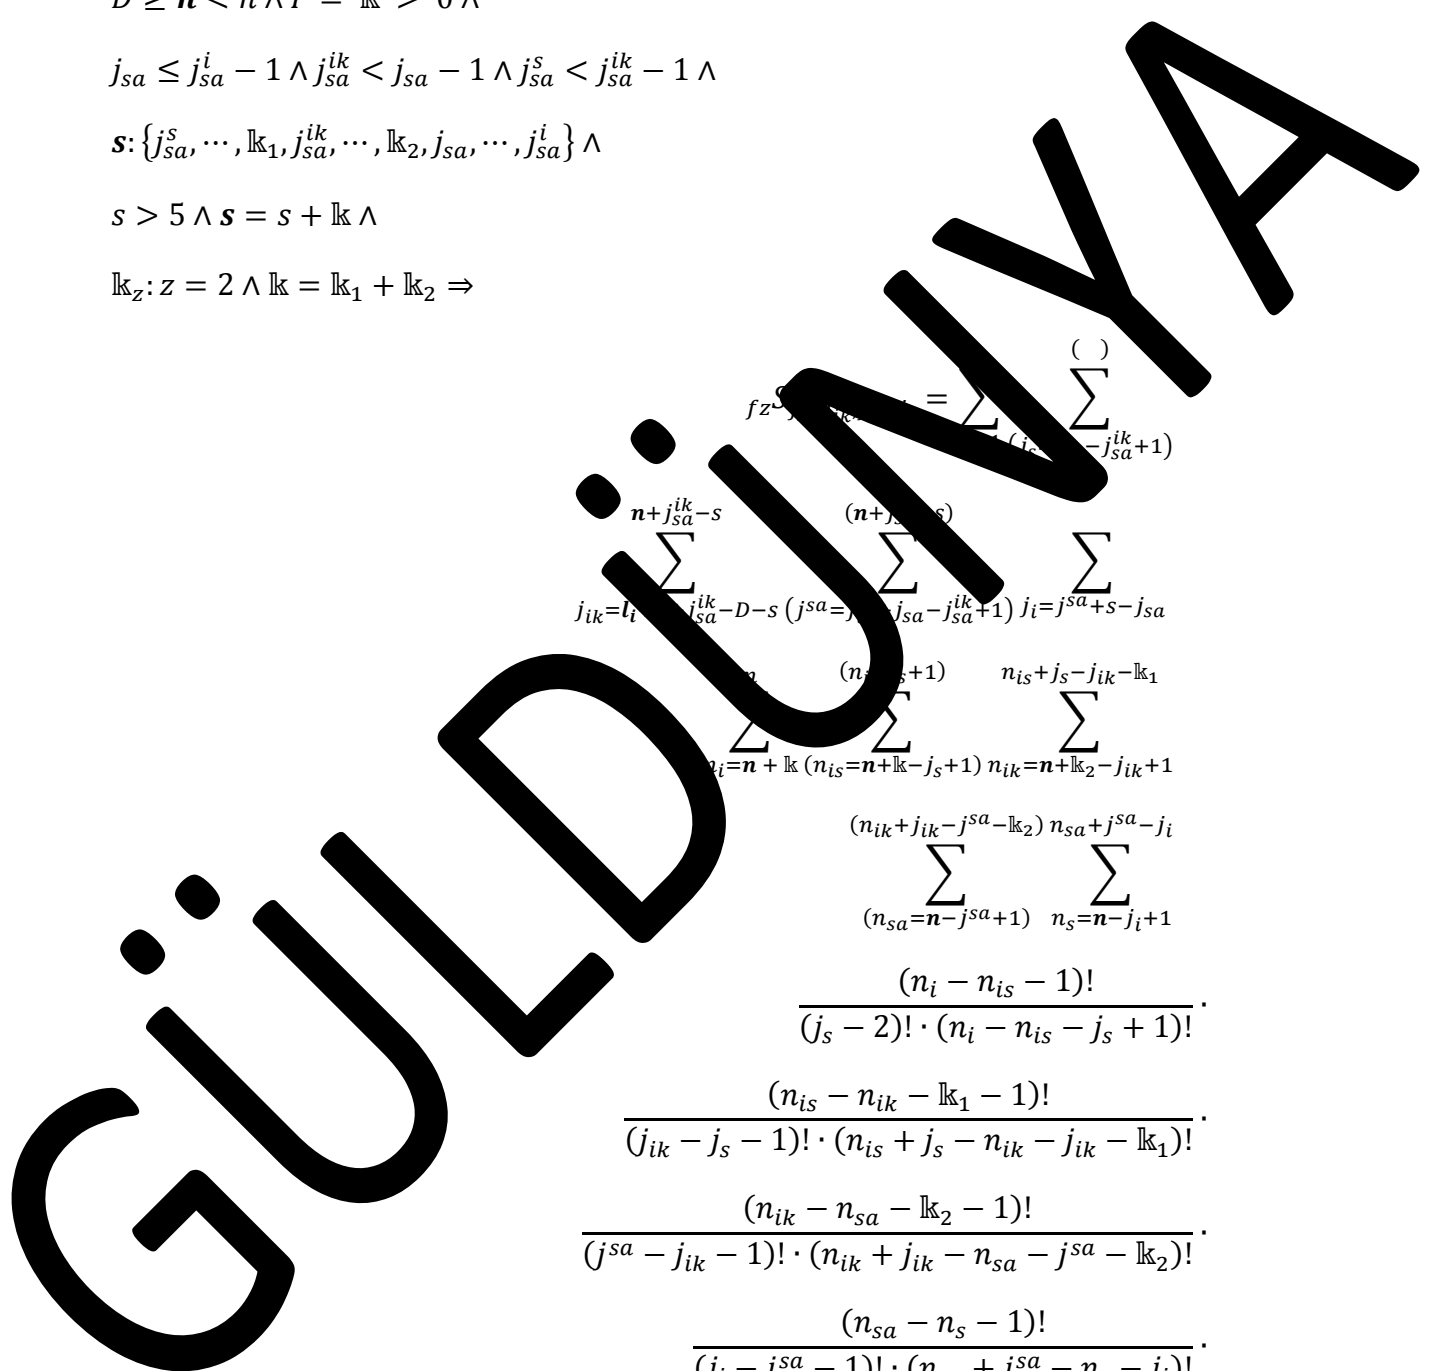 j_{sa} ≤ j_{sa}^{i} − 1 ∧ j_{sa}^{ik} < j_{sa} − 1 ∧ j_{sa}^{s} < j_{sa}^{ik} − 1 ∧
s: {j_{sa}^{s}, ⋯ , 𝕜_1, j_{sa}^{ik}, ⋯ , 𝕜_2, j_{sa}, ⋯ , j_{sa}^{i}} ∧
s > 5 ∧ s = s + 𝕜 ∧
𝕜_z: z = 2 ∧ 𝕜 = 𝕜_1 + 𝕜_2 ⇒
( )
= ∑ ∑
−j_{sa}^{ik}+1)
n+j_{sa}^{ik}−s
∑ ∑ ∑
j_i=j^{sa}+s−j_{sa}
n_{is}+j_s−j_{ik}−𝕜_1
∑ ∑ ∑
n_i=n + 𝕜 (n_{is}=n+𝕜−j_s+1) n_{ik}=n+𝕜_2−j_{ik}+1
(n_{ik}+j_{ik}−j^{sa}−𝕜_2) n_{sa}+j^{sa}−j_i
∑ ∑
(n_{sa}=n−j^{sa}+1) n_s=n−j_i+1
(n_i − n_{is} − 1)!
(j_s − 2)! · (n_i − n_{is} − j_s + 1)! ·
(n_{is} − n_{ik} − 𝕜_1 − 1)!
(j_{ik} − j_s − 1)! · (n_{is} + j_s − n_{ik} − j_{ik} − 𝕜_1)! ·
(n_{ik} − n_{sa} − 𝕜_2 − 1)!
(j^{sa} − j_{ik} − 1)! · (n_{ik} + j_{ik} − n_{sa} − j^{sa} − 𝕜_2)! ·
(n_{sa} − n_s − 1)!
GÜLDÜNYA